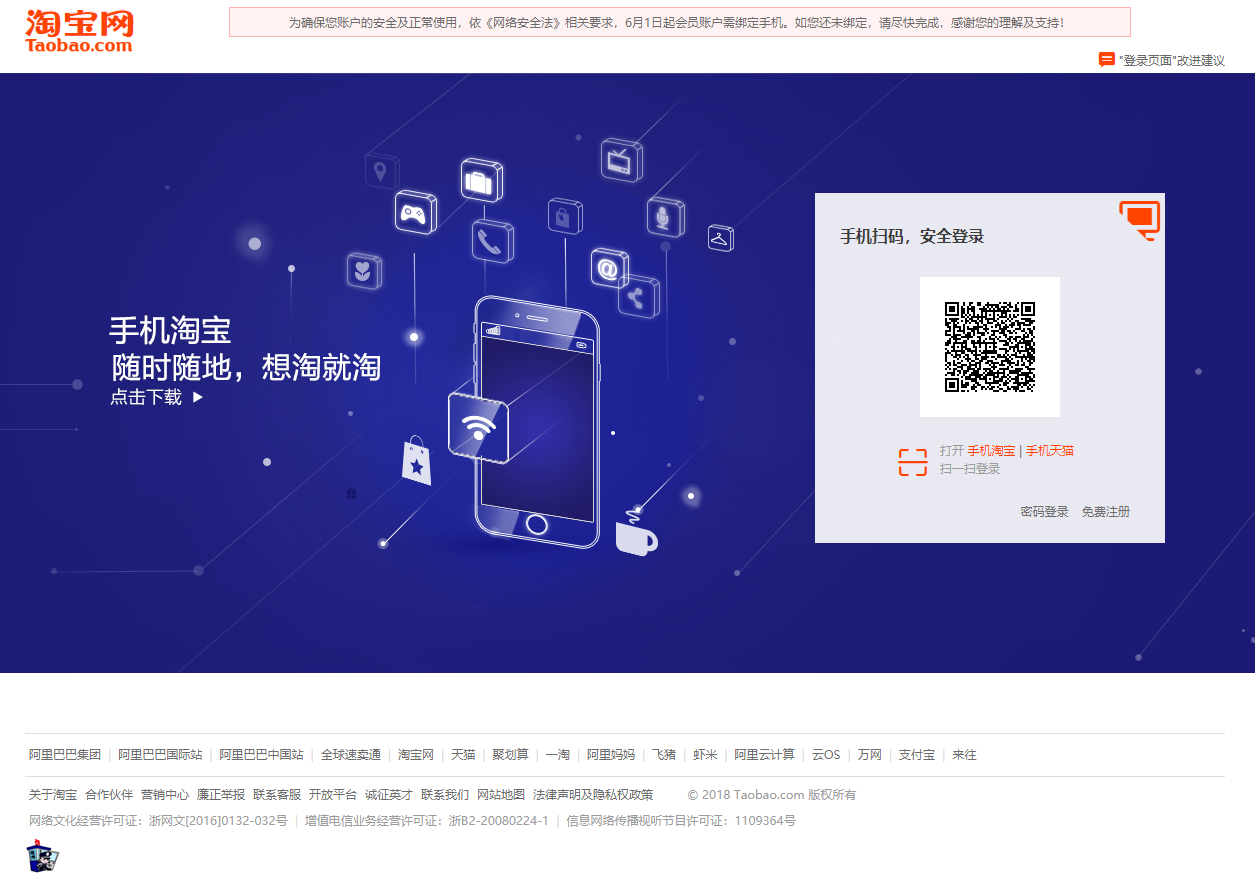 淘宝网
Taobao.com
为确保您账户的安全及正常使用，依《网络安全法》相关要求，6月1日起会员账户需绑定手机。如您还未绑定，请尽快完成，感谢您的理解及支持！
"登录页面"改进建议
手机淘宝
随时随地，想淘就淘
点击下载
@
手机扫码，安全登录
打开 手机淘宝 | 手机天猫
扫一扫登录
密码登录 免费注册
阿里巴巴集团 | 阿里巴巴国际站 | 阿里巴巴中国站 | 全球速卖通 | 淘宝网 | 天猫 | 聚划算 | 一淘 | 阿里妈妈 | 飞猪 | 虾米 | 阿里云计算 | 云OS | 万网 | 支付宝 | 来往
关于淘宝 合作伙伴 营销中心 廉正举报 联系客服 开放平台 诚征英才 联系我们 网站地图 法律声明及隐私权政策 © 2018 Taobao.com 版权所有
网络文化经营许可证：浙网文[2016]0132-032号 | 增值电信业务经营许可证：浙B2-20080224-1 | 信息网络传播视听节目许可证：1109364号